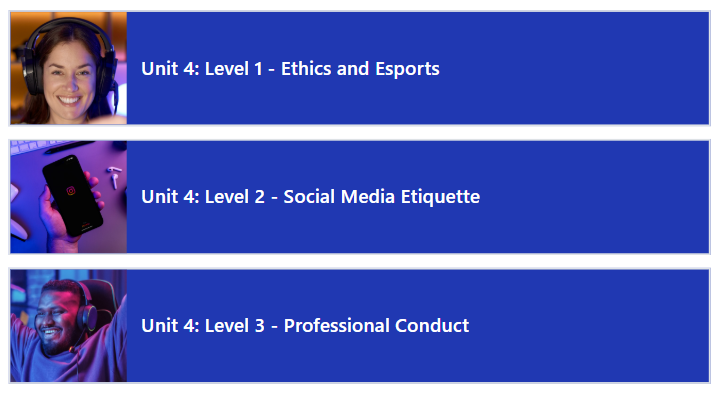 Unit 4: Level 1 - Ethics and Esports
Unit 4: Level 2 - Social Media Etiquette
Unit 4: Level 3 - Professional Conduct